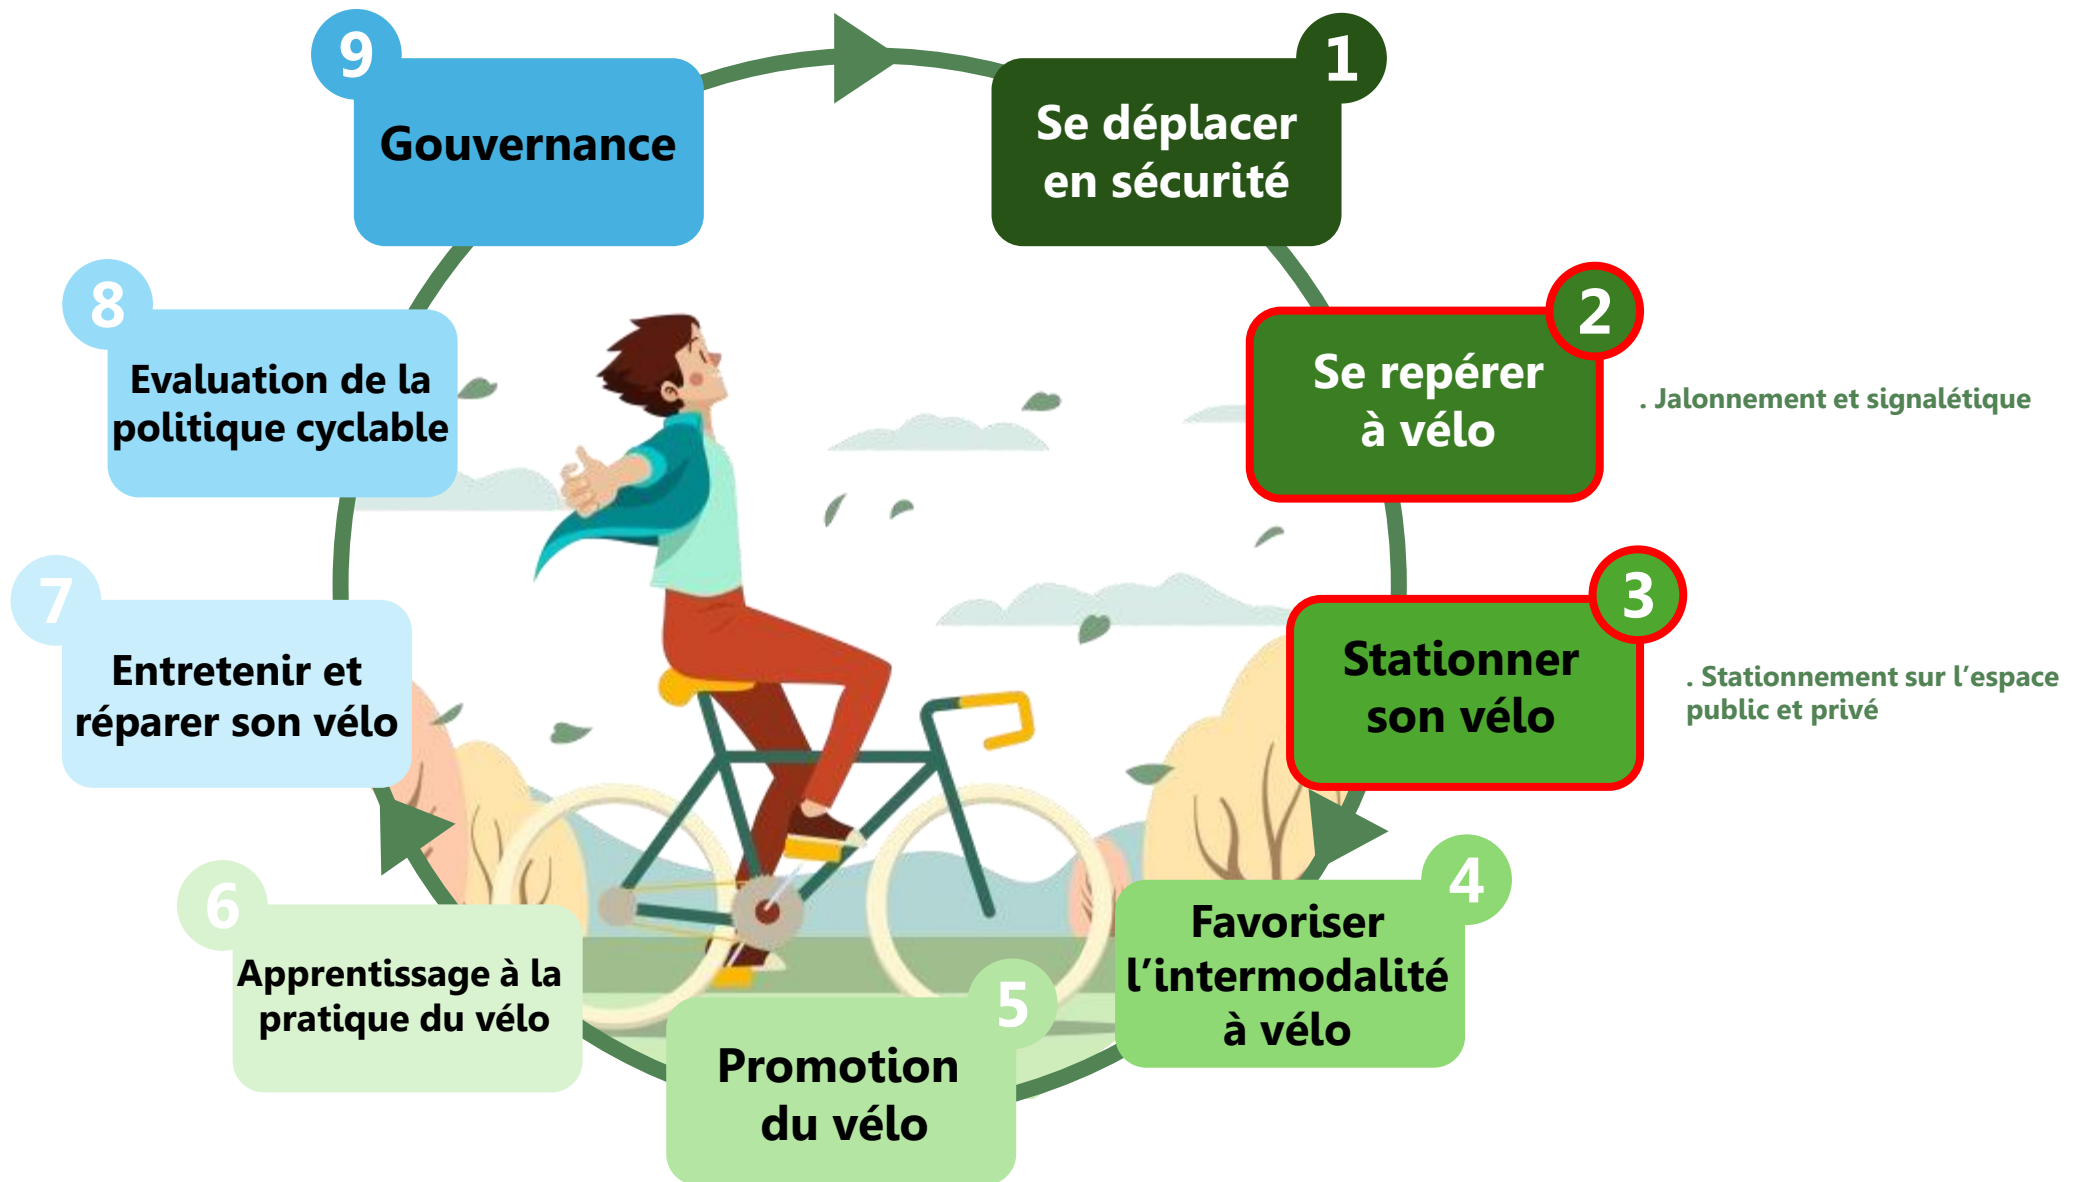 1
Se déplacer
en sécurité
2
Se repérer
à vélo
. Jalonnement et signalétique
3
Stationner
son vélo
. Stationnement sur l’espace
public et privé
4
Favoriser
l’intermodalité
à vélo
5
Promotion
du vélo
6
Apprentissage à la
pratique du vélo
7
Entretenir et
réparer son vélo
8
Evaluation de la
politique cyclable
9
Gouvernance